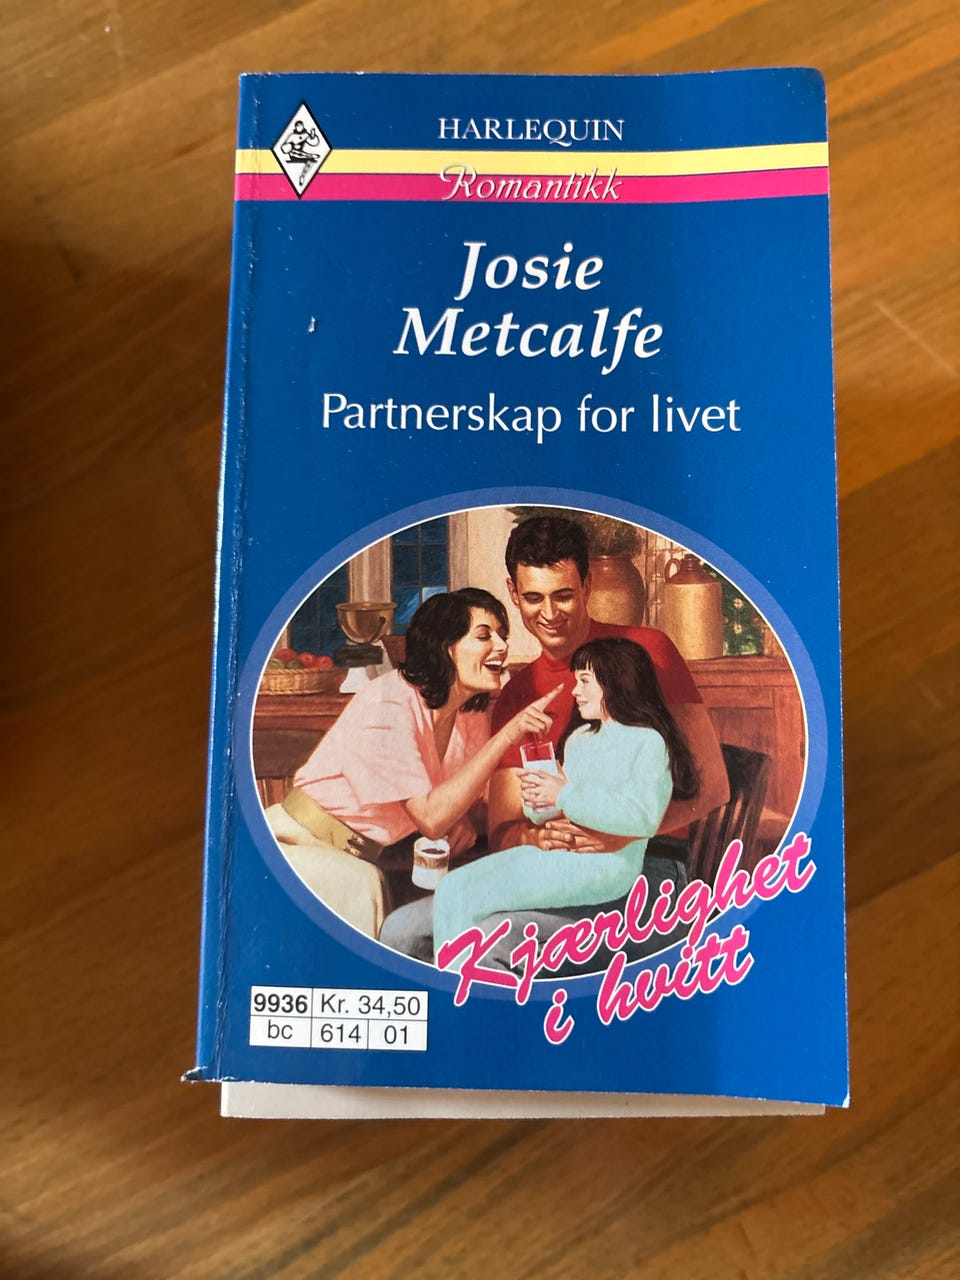 HARLEQUIN
Romantikk
Josie
Metcalfe
Partnerskap for livet
Kjærlighet
i hvitt
9936 Kr. 34,50
bc 614 01